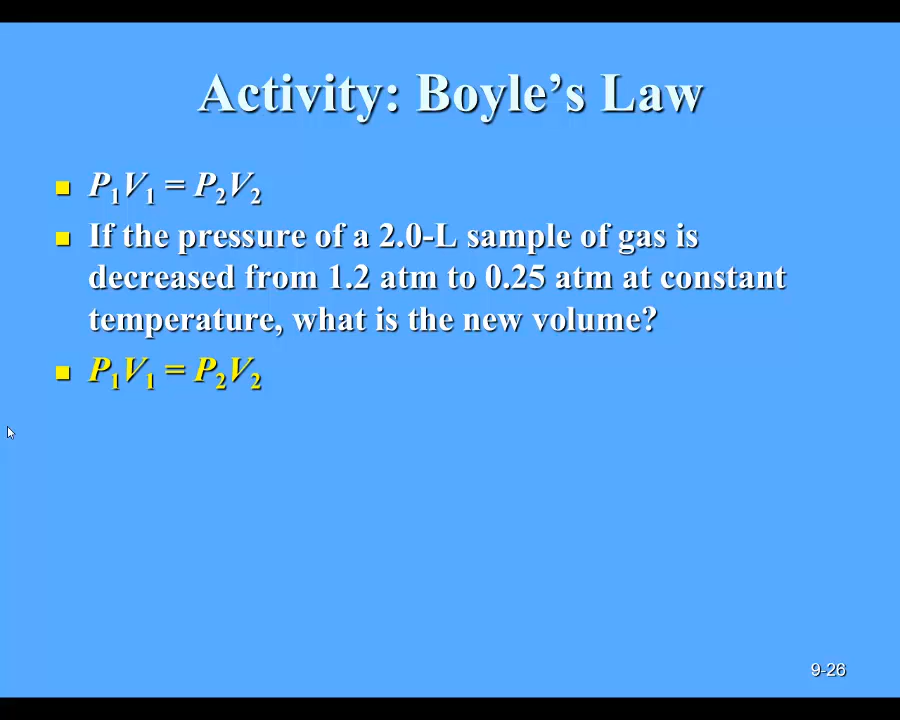 Activity: Boyle’s Law
P₁V₁ = P₂V₂
If the pressure of a 2.0-L sample of gas is
decreased from 1.2 atm to 0.25 atm at constant
temperature, what is the new volume?
P₁V₁ = P₂V₂
9-26